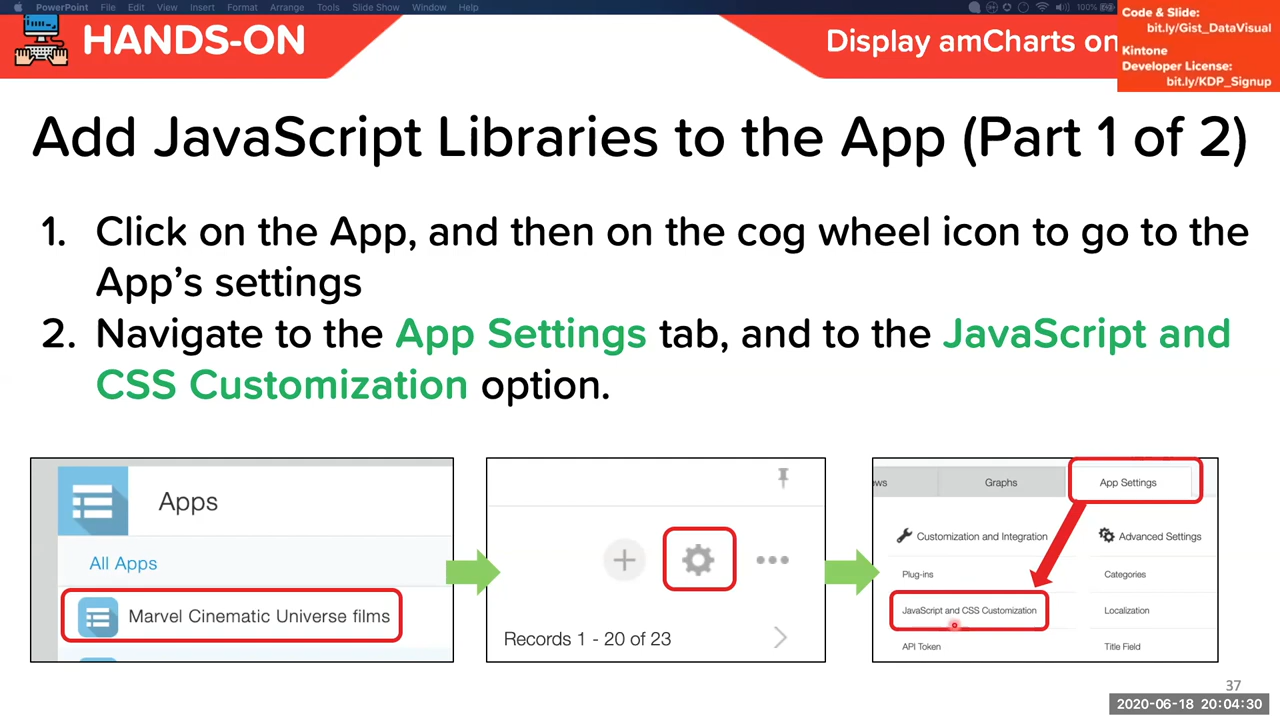 PowerPoint File Edit View Insert Format Arrange Tools Slide Show Window Help
100%
HANDS-ON
Display amCharts on
Code & Slide:
bit.ly/Gist_DataVisual
Kintone
Developer License:
bit.ly/KDP_Signup
Add JavaScript Libraries to the App (Part 1 of 2)
1. Click on the App, and then on the cog wheel icon to go to the
App’s settings
2. Navigate to the App Settings tab, and to the JavaScript and
CSS Customization option.
Apps
All Apps
Marvel Cinematic Universe films
Records 1 - 20 of 23
ws Graphs App Settings
Customization and Integration Advanced Settings
Plug-ins Categories
JavaScript and CSS Customization Localization
API Token Title Field
37
2020-06-18 20:04:30